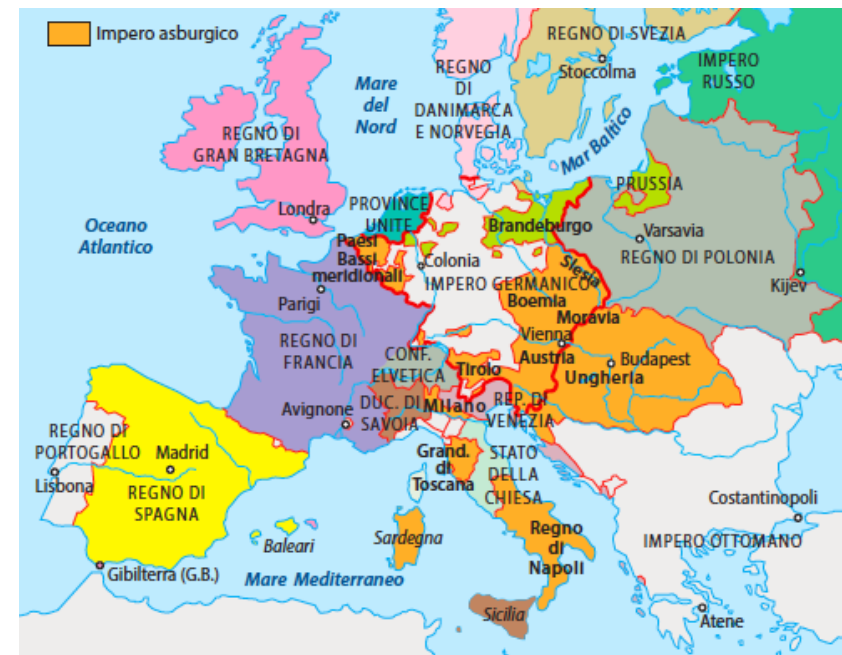 Impero asburgico
REGNO DI SVEZIA
Stoccolma
IMPERO
RUSSO
REGNO
DI
DANIMARCA
E NORVEGIA
Mare
del
Nord
Mar Baltico
REGNO DI
GRAN BRETAGNA
Londra
PROVINCE
UNITE
PRUSSIA
Brandeburgo
Varsavia
REGNO DI POLONIA
Kijev
Oceano
Atlantico
Paesi
Bassi
meridionali
Colonia
IMPERO GERMANICO
Slesia
Boemia
Moravia
Parigi
Vienna
Austria
Budapest
Ungheria
REGNO DI
FRANCIA
CONF.
ELVETICA
Tirolo
Avignone
DUC. DI
SAVOIA
Milano
REP. DI
VENEZIA
REGNO DI
PORTOGALLO
Lisbona
Madrid
REGNO DI
SPAGNA
Grand.
di
Toscana
STATO
DELLA
CHIESA
Costantinopoli
IMPERO OTTOMANO
Baleari
Sardegna
Regno
di
Napoli
Gibilterra (G.B.)
Mare Mediterraneo
Sicilia
Atene